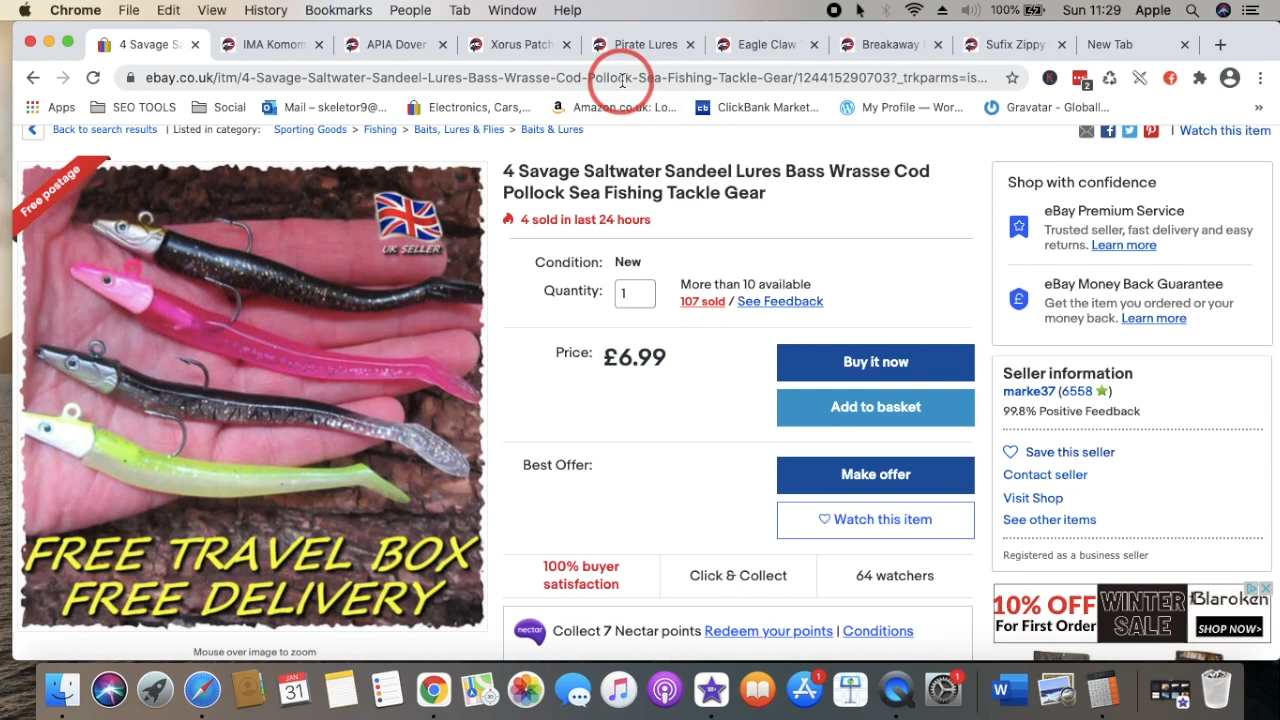 Chrome File Edit View History Bookmarks People Tab Window Help 100% Sun 11:29 Apple
4 Savage S IMA Komom APIA Dover Xorus Patch Pirate Lures Eagle Claw Breakaway Sufix Zippy New Tab
ebay.co.uk/itm/4-Savage-Saltwater-Sandeel-Lures-Bass-Wrasse-Cod-Pollock-Sea-Fishing-Tackle-Gear/124415290703?_trkparms=is... 2
Apps SEO TOOLS Social Mail – skeletor9@... Electronics, Cars,... Amazon.co.uk: Lo... cb ClickBank Market... My Profile — Wor... Gravatar - Globall... »
Back to search results | Listed in category: Sporting Goods > Fishing > Baits, Lures & Flies > Baits & Lures | Watch this item
Free postage
UK SELLER
FREE TRAVEL BOX
FREE DELIVERY
Mouse over image to zoom
4 Savage Saltwater Sandeel Lures Bass Wrasse Cod
Pollock Sea Fishing Tackle Gear
4 sold in last 24 hours
Condition: New
Quantity: 1 More than 10 available
107 sold / See Feedback
Price: £6.99 Buy it now
Add to basket
Best Offer: Make offer
Watch this item
100% buyer
satisfaction
Click & Collect
64 watchers
nectar Collect 7 Nectar points Redeem your points | Conditions
Shop with confidence
eBay Premium Service
Trusted seller, fast delivery and easy
returns. Learn more
eBay Money Back Guarantee
Get the item you ordered or your
money back. Learn more
Seller information
marke37 (6558)
99.8% Positive Feedback
Save this seller
Contact seller
Visit Shop
See other items
Registered as a business seller
10% OFF
For First Order
WINTER
SALE
Blaroken
SHOP NOW>
JAN
31
1
1
W